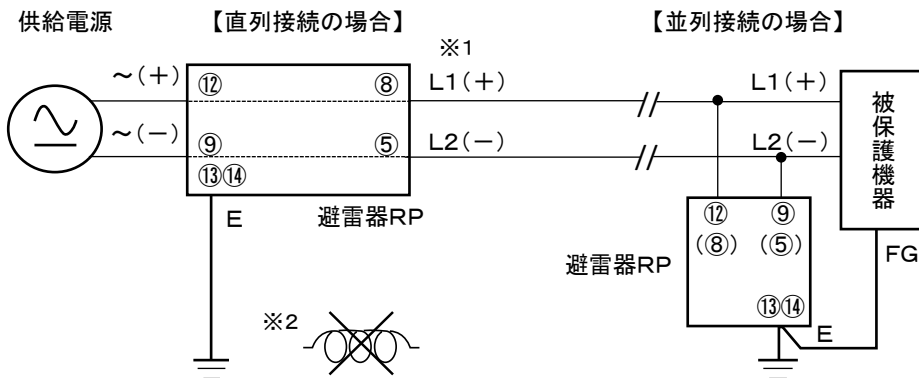 供給電源
【直列接続の場合】
【並列接続の場合】
※1
～(＋)
⑫
⑧
L1(＋)
L1(＋)
～(－)
⑨
⑤
L2(－)
L2(－)
⑬⑭
被保護機器
E
避雷器RP
⑫
⑨
(⑧)
(⑤)
FG
避雷器RP
⑬⑭
※2
E